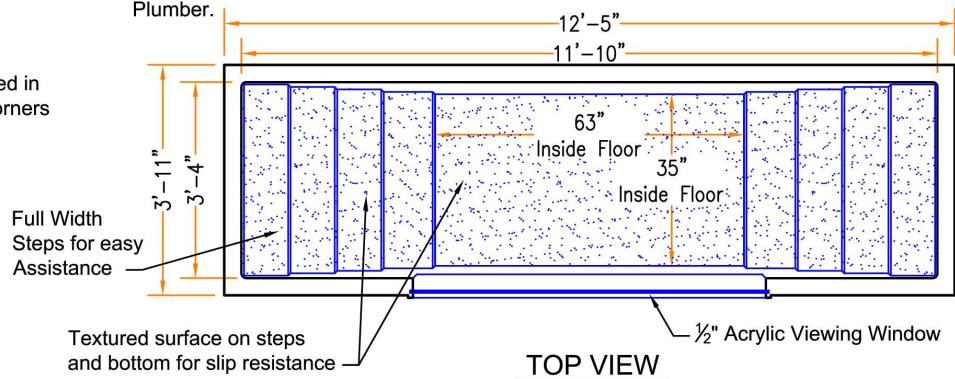 Plumber.
12'-5"
11'-10"
ed in
orners
3'-11"
3'-4"
63"
Inside Floor
35"
Inside Floor
Full Width
Steps for easy
Assistance
Textured surface on steps
and bottom for slip resistance
½" Acrylic Viewing Window
TOP VIEW